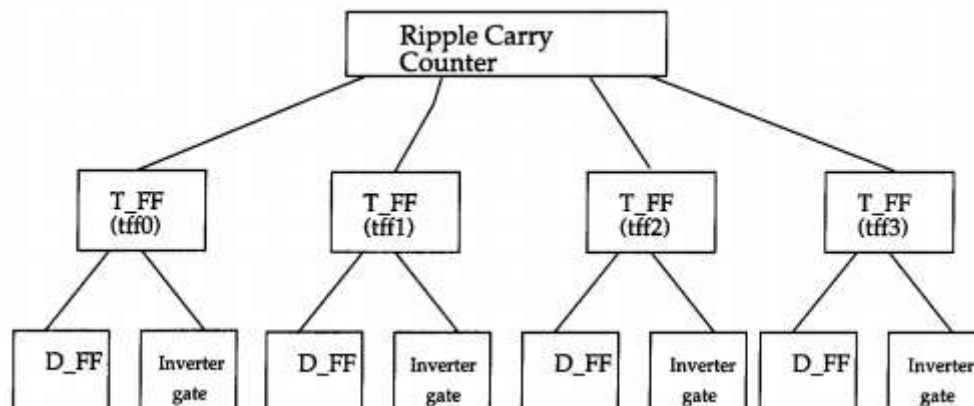 Ripple Carry
Counter
T_FF
(tff0)
T_FF
(tff1)
T_FF
(tff2)
T_FF
(tff3)
D_FF
Inverter
gate
D_FF
Inverter
gate
D_FF
Inverter
gate
D_FF
Inverter
gate